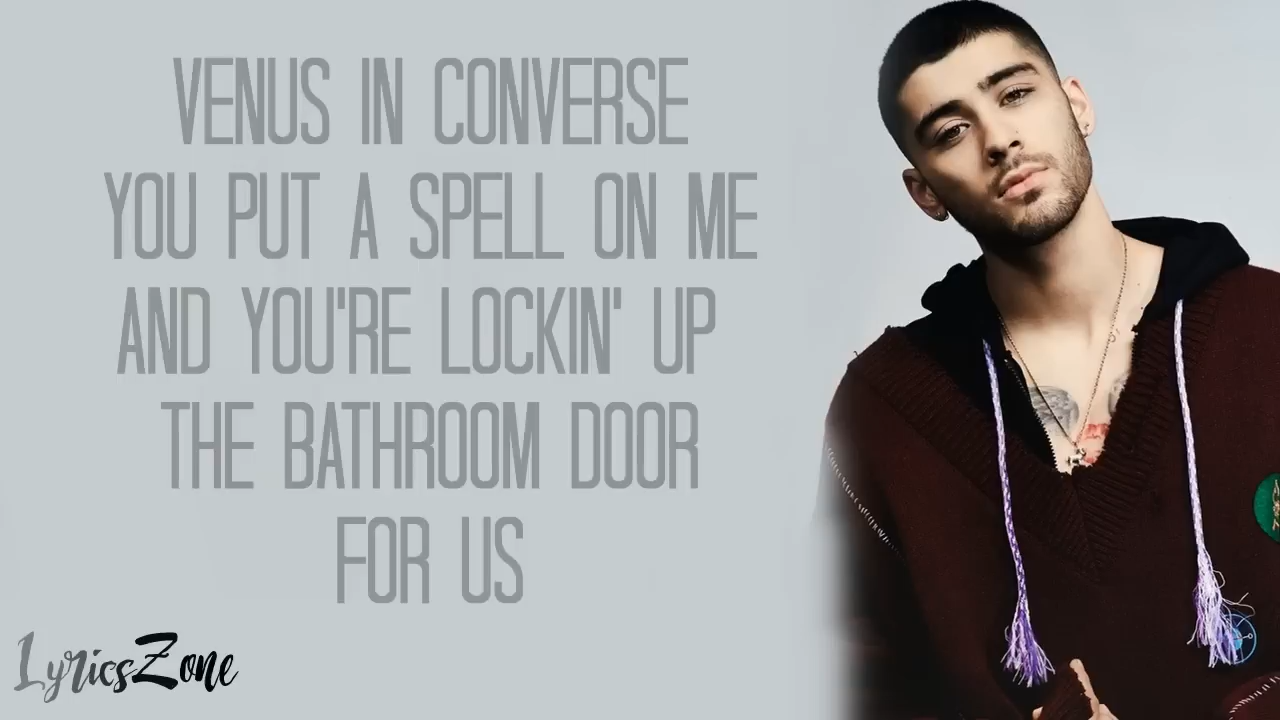 VENUS IN CONVERSE
YOU PUT A SPELL ON ME
AND YOU'RE LOCKIN' UP
THE BATHROOM DOOR
FOR US
LyricsZone